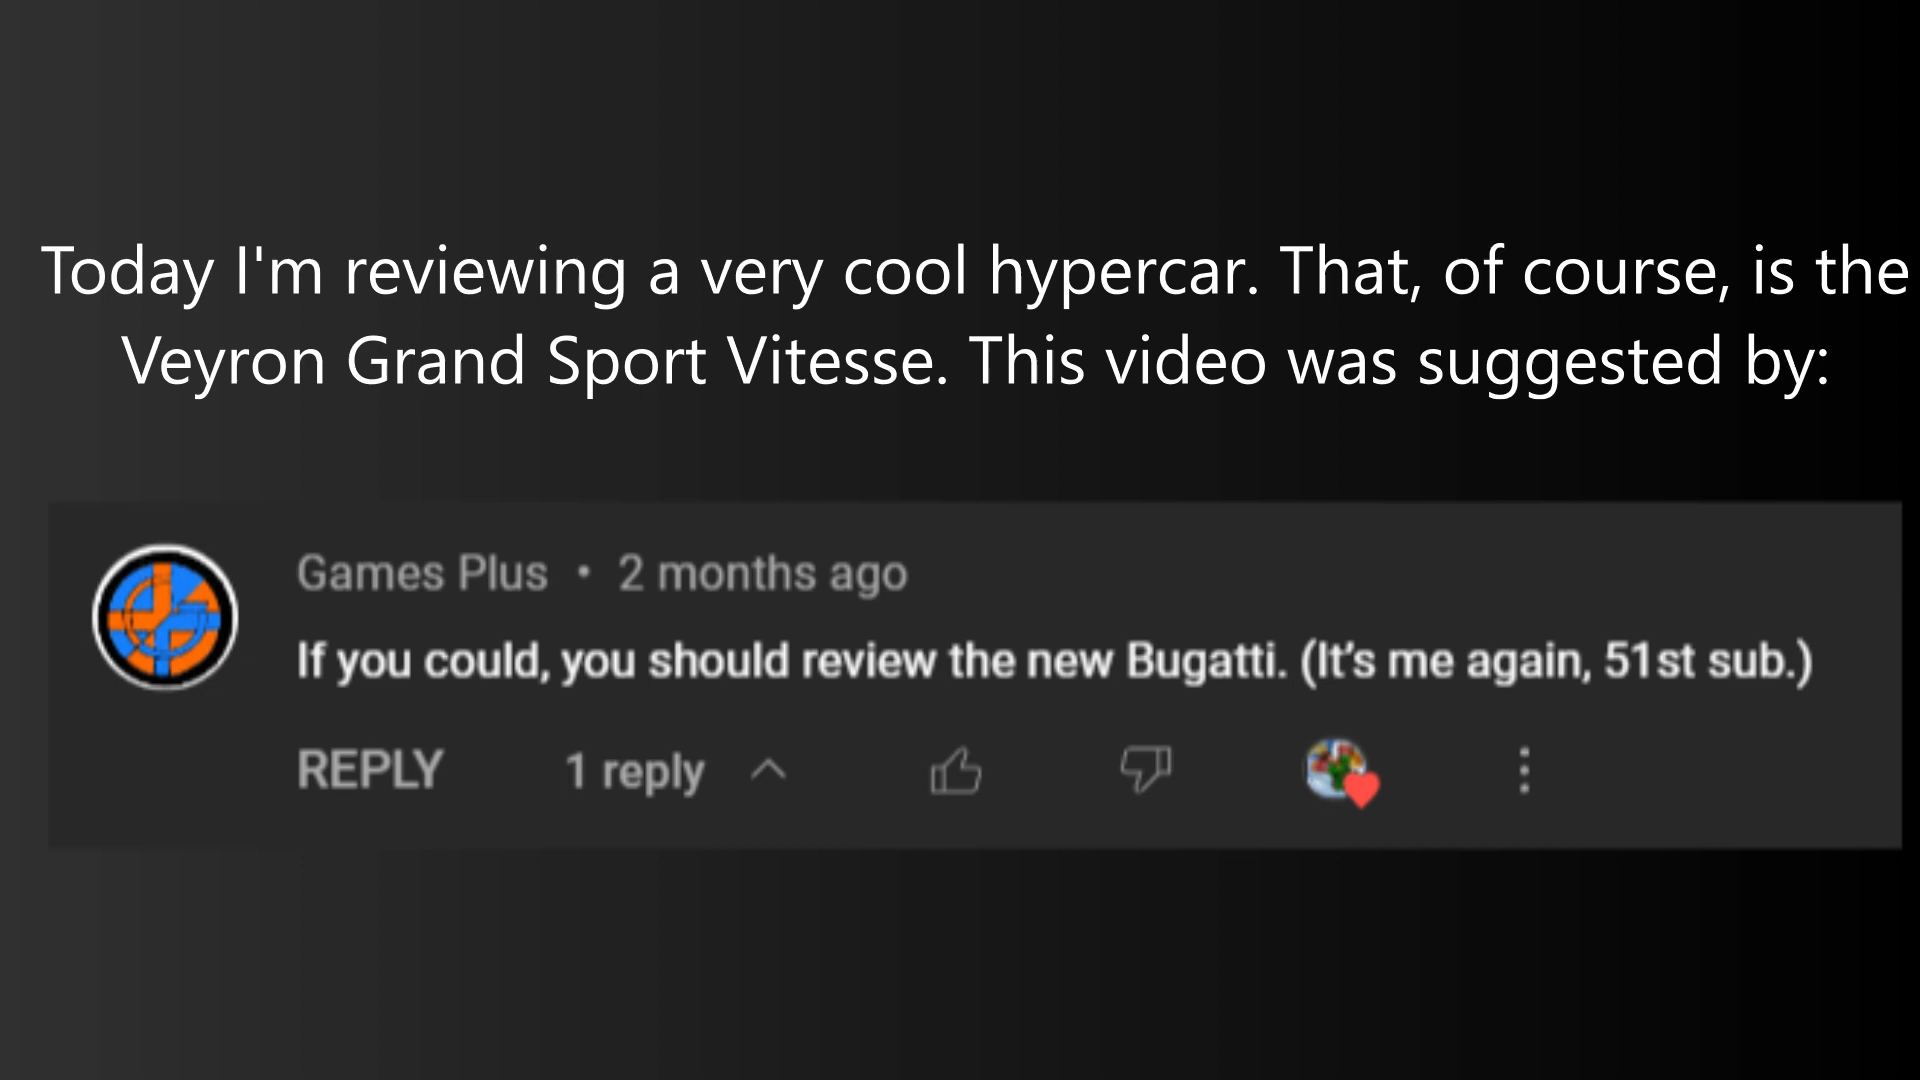 Today I'm reviewing a very cool hypercar. That, of course, is the
Veyron Grand Sport Vitesse. This video was suggested by:
Games Plus • 2 months ago
If you could, you should review the new Bugatti. (It's me again, 51st sub.)
REPLY 1 reply